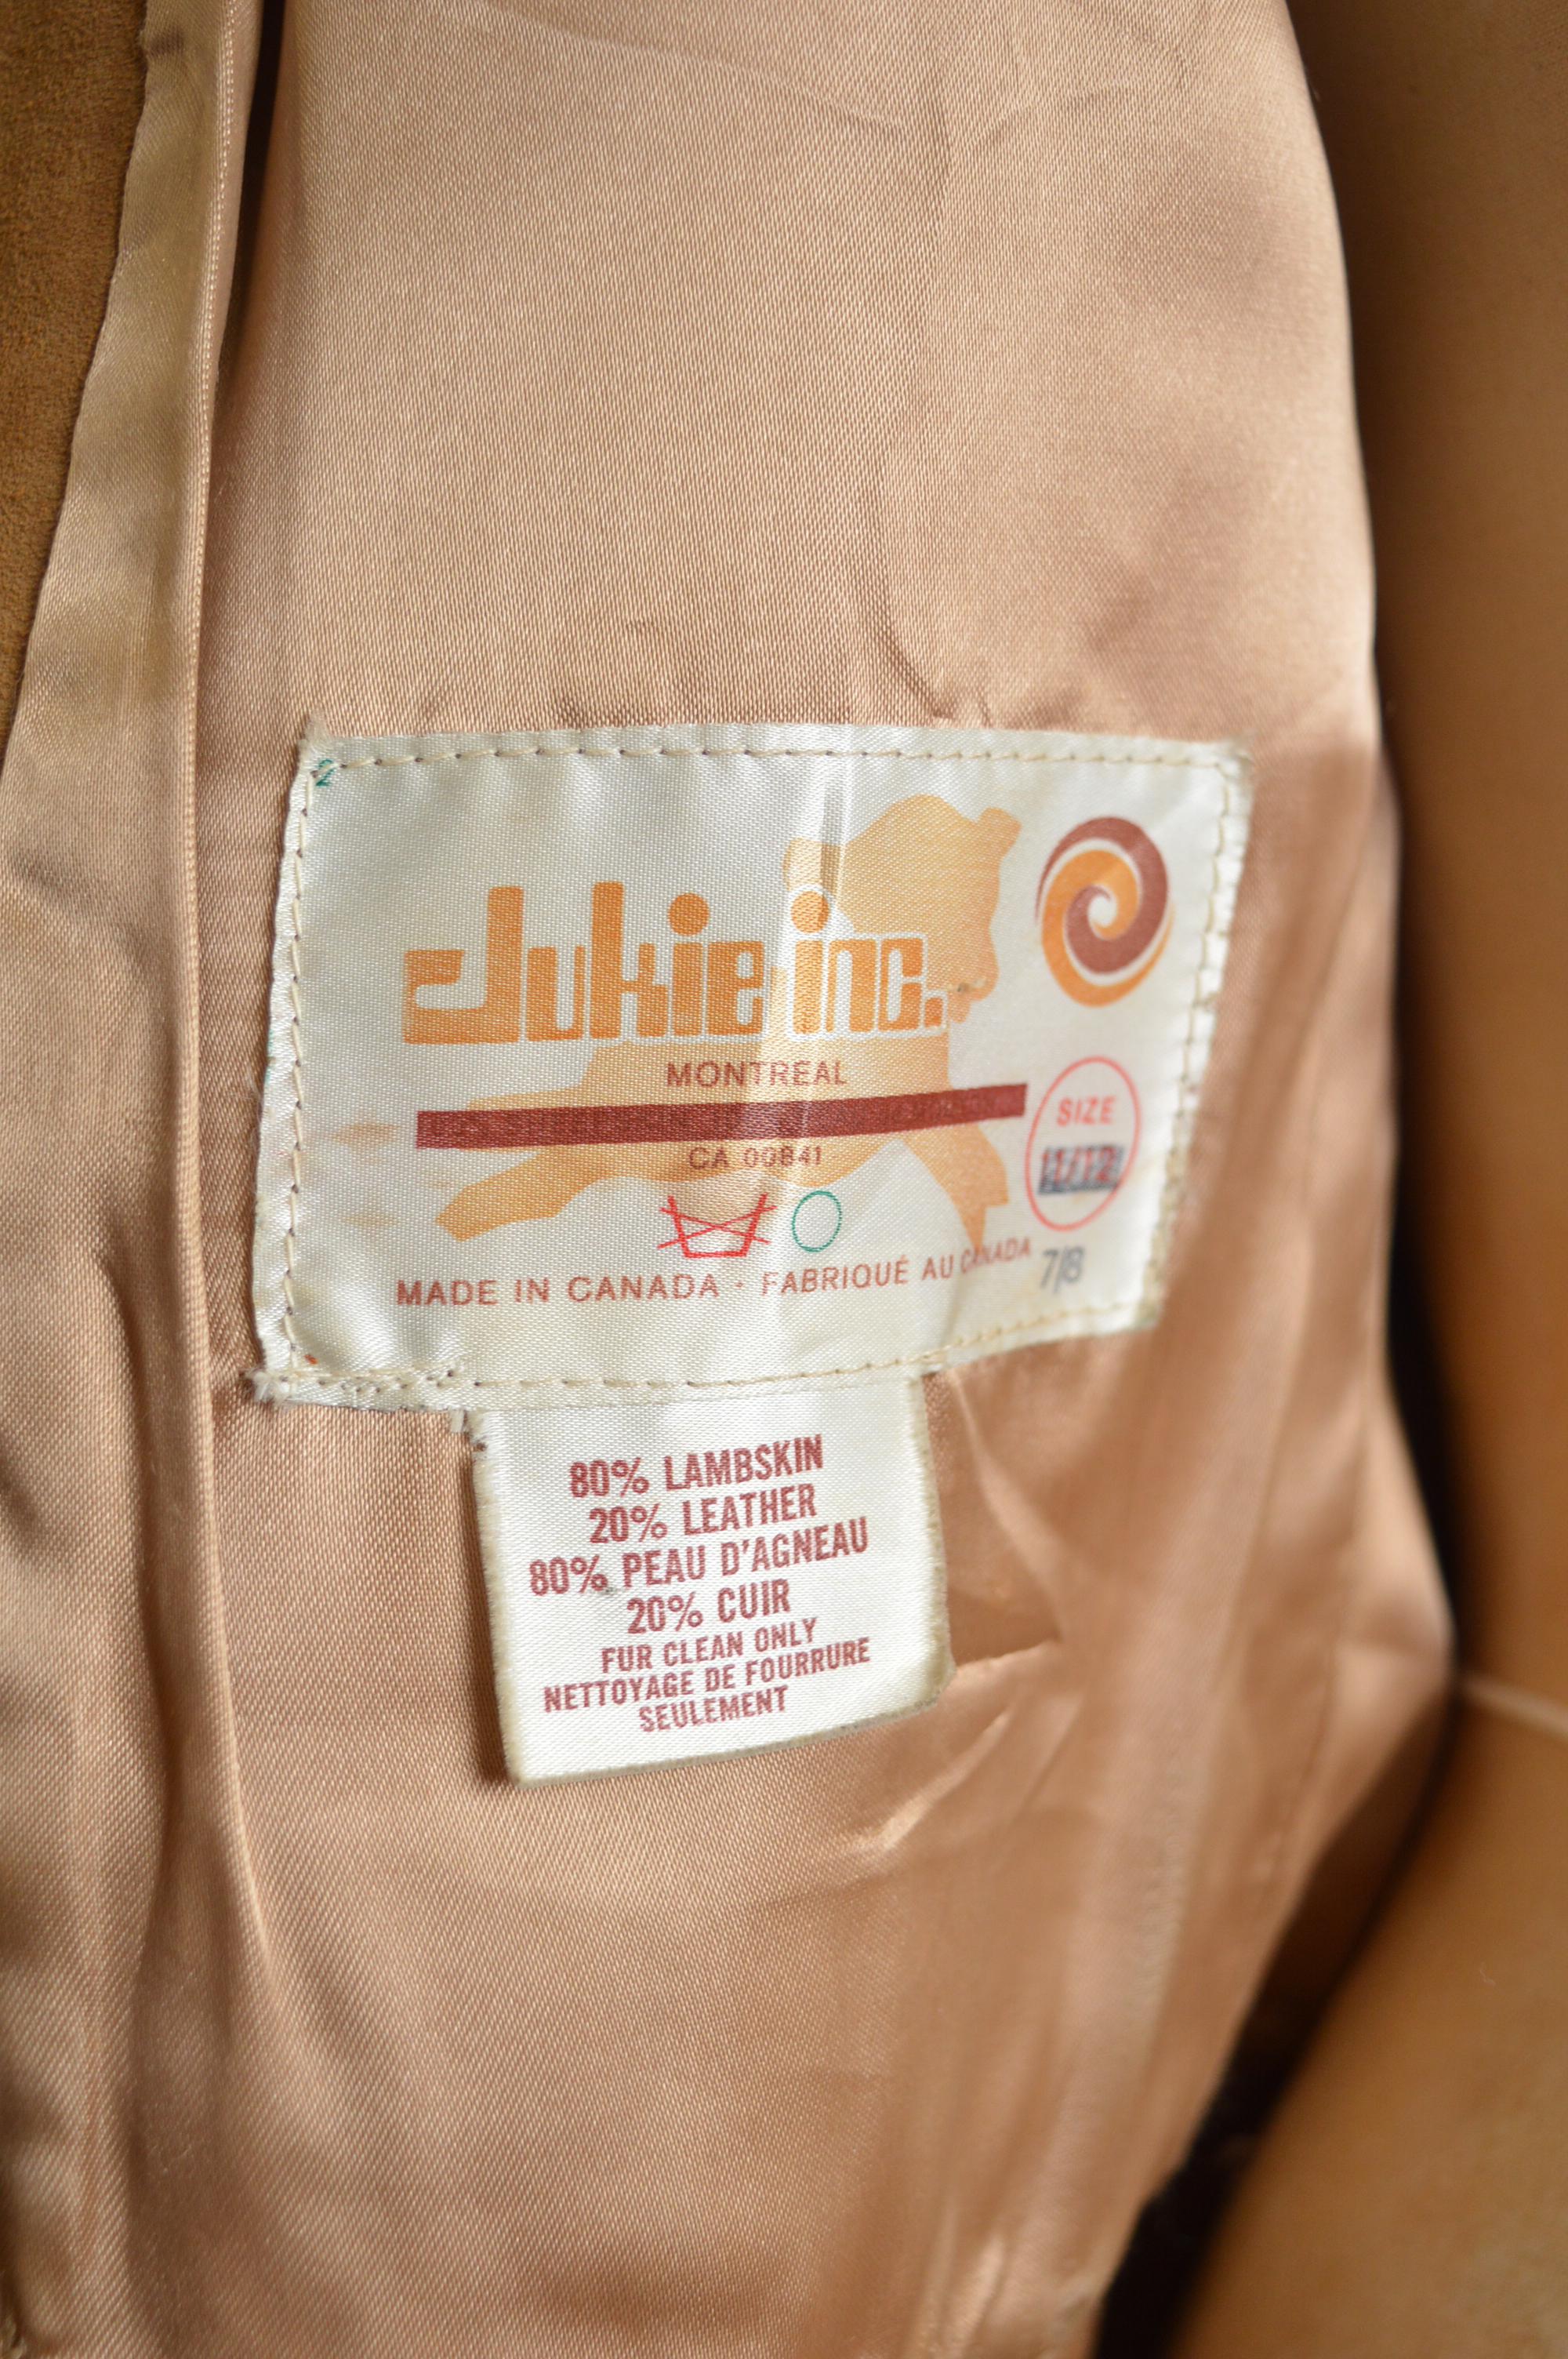 Jukie inc.
MONTREAL
CA 00841
SIZE
7/8
MADE IN CANADA · FABRIQUÉ AU CANADA
80% LAMBSKIN
20% LEATHER
80% PEAU D'AGNEAU
20% CUIR
FUR CLEAN ONLY
NETTOYAGE DE FOURRURE
SEULEMENT